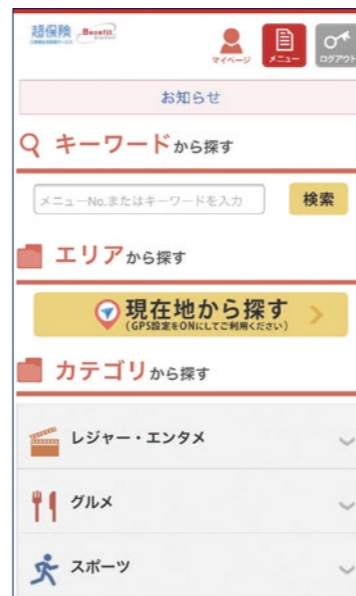 超保険
Benefit
マイページ
メニュー
ログアウト
お知らせ
キーワードから探す
メニューNo.またはキーワードを入力
検索
エリアから探す
現在地から探す
(GPS設定をONにしてご利用ください)
カテゴリから探す
レジャー・エンタメ
グルメ
スポーツ